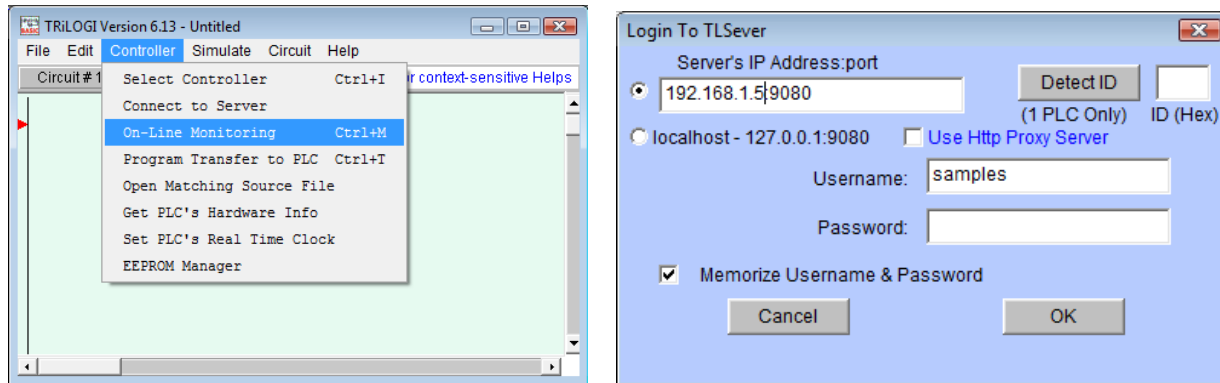 TRiLOGI Version 6.13 - Untitled
File Edit Controller Simulate Circuit Help
Circuit # 1
r context-sensitive Helps
Select Controller Ctrl+I
Connect to Server
On-Line Monitoring Ctrl+M
Program Transfer to PLC Ctrl+T
Open Matching Source File
Get PLC's Hardware Info
Set PLC's Real Time Clock
EEPROM Manager
Login To TLSever
Server's IP Address:port
192.168.1.5:9080
Detect ID
(1 PLC Only) ID (Hex)
localhost - 127.0.0.1:9080 Use Http Proxy Server
Username: samples
Password:
Memorize Username & Password
Cancel OK